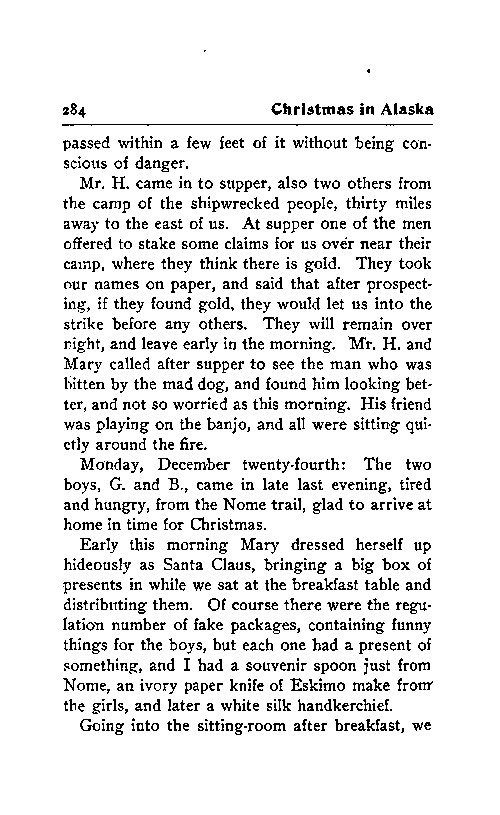 284 Christmas in Alaska
passed within a few feet of it without being con-
scious of danger.
Mr. H. came in to supper, also two others from
the camp of the shipwrecked people, thirty miles
away to the east of us. At supper one of the men
offered to stake some claims for us over near their
camp, where they think there is gold. They took
our names on paper, and said that after prospect-
ing, if they found gold, they would let us into the
strike before any others. They will remain over
night, and leave early in the morning. Mr. H. and
Mary called after supper to see the man who was
bitten by the mad dog, and found him looking bet-
ter, and not so worried as this morning. His friend
was playing on the banjo, and all were sitting qui-
etly around the fire.
Monday, December twenty-fourth: The two
boys, G. and B., came in late last evening, tired
and hungry, from the Nome trail, glad to arrive at
home in time for Christmas.
Early this morning Mary dressed herself up
hideously as Santa Claus, bringing a big box of
presents in while we sat at the breakfast table and
distributing them. Of course there were the regu-
lation number of fake packages, containing funny
things for the boys, but each one had a present of
something, and I had a souvenir spoon just from
Nome, an ivory paper knife of Eskimo make from
the girls, and later a white silk handkerchief.
Going into the sitting-room after breakfast, we